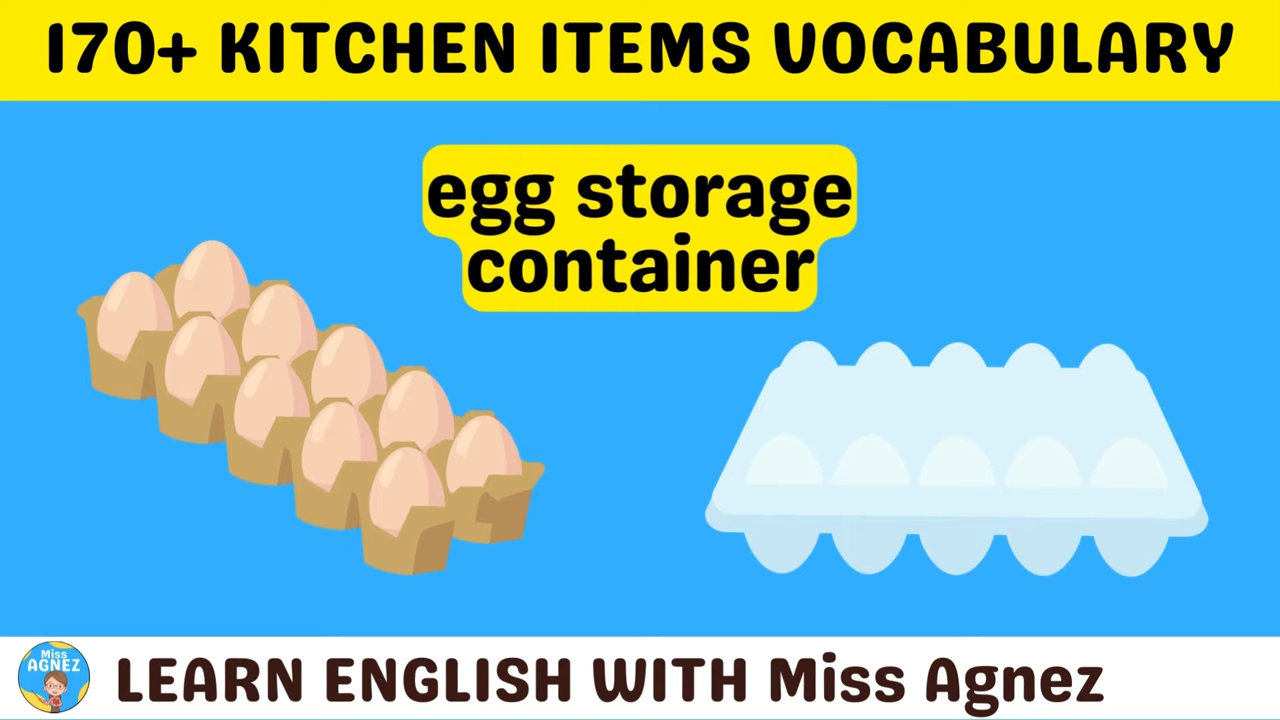 170+ KITCHEN ITEMS VOCABULARY
egg storage
container
Miss
AGNEZ
LEARN ENGLISH WITH Miss Agnez